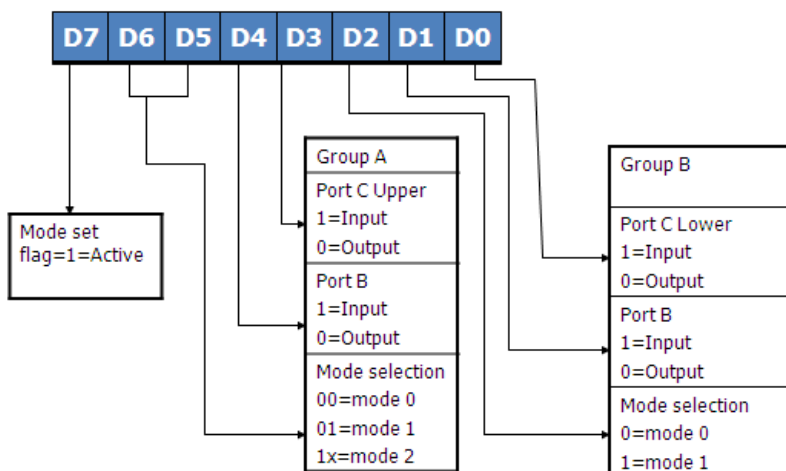 D7 D6 D5 D4 D3 D2 D1 D0
Mode set
flag=1=Active
Group A
Port C Upper
1=Input
0=Output
Port B
1=Input
0=Output
Mode selection
00=mode 0
01=mode 1
1x=mode 2
Group B
Port C Lower
1=Input
0=Output
Port B
1=Input
0=Output
Mode selection
0=mode 0
1=mode 1